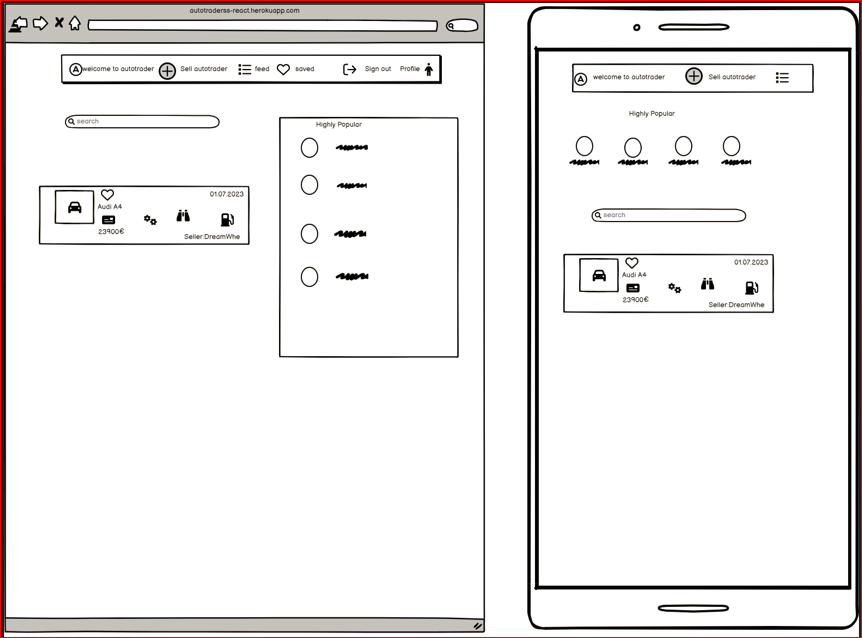 autotraderss-react.herokuapp.com
A welcome to autotrader Sell autotrader feed saved Sign out Profile
search
Highly Popular
01.07.2023
Audi A4
23900€
Seller:DreamWhe
A welcome to autotrader Sell autotrader
Highly Popular
search
01.07.2023
Audi A4
23900€
Seller:DreamWhe